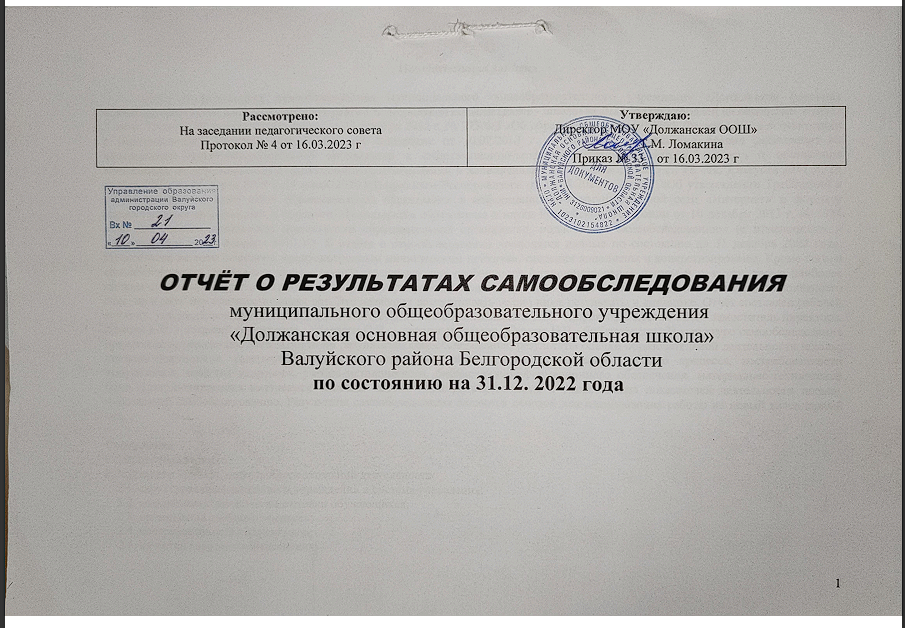 Рассмотрено:
На заседании педагогического совета
Протокол № 4 от 16.03.2023 г
Утверждаю:
Директор МОУ «Должанская ООШ»
.М. Ломакина
Приказ № 33 от 16.03.2023 г
ДЛЯ
ДОКУМЕНТОВ
Управление образования
администрации Валуйского
городского округа
Вх № 21
«10» 04 2023
ОТЧЁТ О РЕЗУЛЬТАТАХ САМООБСЛЕДОВАНИЯ
муниципального общеобразовательного учреждения
«Должанская основная общеобразовательная школа»
Валуйского района Белгородской области
по состоянию на 31.12. 2022 года
1